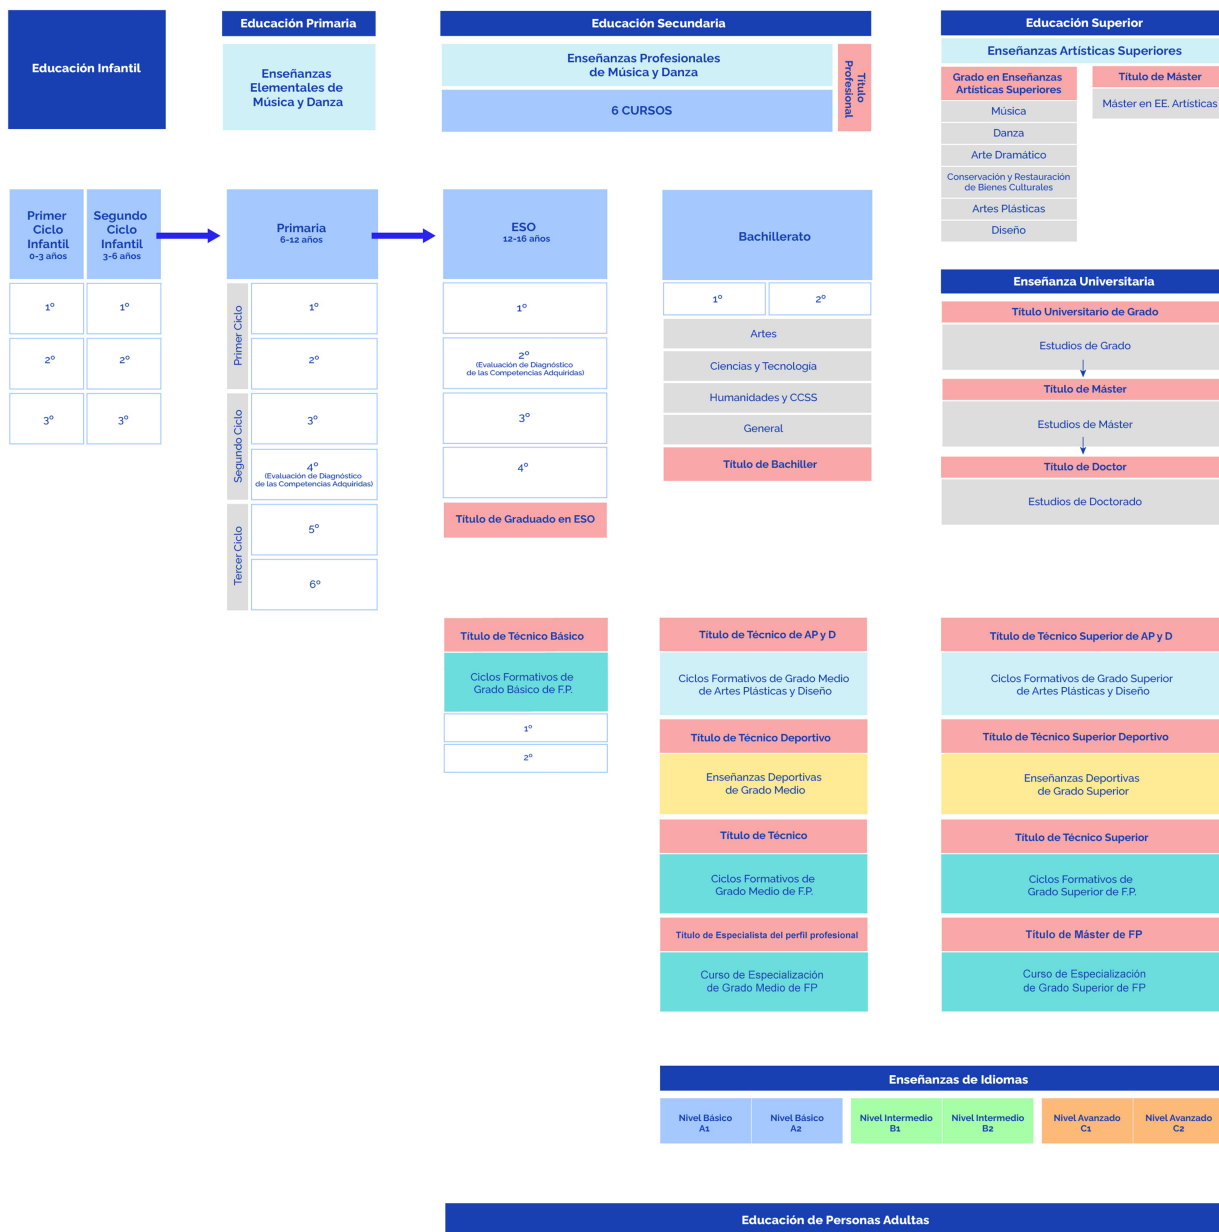 Educación Infantil
Educación Primaria
Enseñanzas
Elementales de
Música y Danza
Educación Secundaria
Enseñanzas Profesionales
de Música y Danza
6 CURSOS
Título
Profesional
Educación Superior
Enseñanzas Artísticas Superiores
Grado en Enseñanzas
Artísticas Superiores
Música
Danza
Arte Dramático
Conservación y Restauración
de Bienes Culturales
Artes Plásticas
Diseño
Título de Máster
Máster en EE. Artísticas
Primer
Ciclo
Infantil
0-3 años
1º
2º
3º
Segundo
Ciclo
Infantil
3-6 años
1º
2º
3º
Primaria
6-12 años
Primer Ciclo
1º
2º
Segundo Ciclo
3º
4º
(Evaluación de Diagnóstico
de las Competencias Adquiridas)
Tercer Ciclo
5º
6º
ESO
12-16 años
1º
2º
(Evaluación de Diagnóstico
de las Competencias Adquiridas)
3º
4º
Título de Graduado en ESO
Bachillerato
1º
2º
Artes
Ciencias y Tecnología
Humanidades y CCSS
General
Título de Bachiller
Enseñanza Universitaria
Título Universitario de Grado
Estudios de Grado
Título de Máster
Estudios de Máster
Título de Doctor
Estudios de Doctorado
Título de Técnico Básico
Ciclos Formativos de
Grado Básico de F.P.
1º
2º
Título de Técnico de AP y D
Ciclos Formativos de Grado Medio
de Artes Plásticas y Diseño
Título de Técnico Deportivo
Enseñanzas Deportivas
de Grado Medio
Título de Técnico
Ciclos Formativos de
Grado Medio de F.P.
Título de Especialista del perfil profesional
Curso de Especialización
de Grado Medio de FP
Título de Técnico Superior de AP y D
Ciclos Formativos de Grado Superior
de Artes Plásticas y Diseño
Título de Técnico Superior Deportivo
Enseñanzas Deportivas
de Grado Superior
Título de Técnico Superior
Ciclos Formativos de
Grado Superior de F.P.
Título de Máster de FP
Curso de Especialización
de Grado Superior de FP
Enseñanzas de Idiomas
Nivel Básico
A1
Nivel Básico
A2
Nivel Intermedio
B1
Nivel Intermedio
B2
Nivel Avanzado
C1
Nivel Avanzado
C2
Educación de Personas Adultas